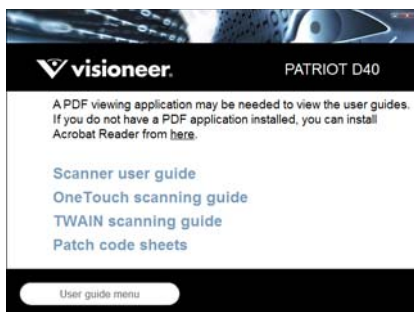 visioneer.
PATRIOT D40
A PDF viewing application may be needed to view the user guides.
If you do not have a PDF application installed, you can install
Acrobat Reader from here.
Scanner user guide
OneTouch scanning guide
TWAIN scanning guide
Patch code sheets
User guide menu